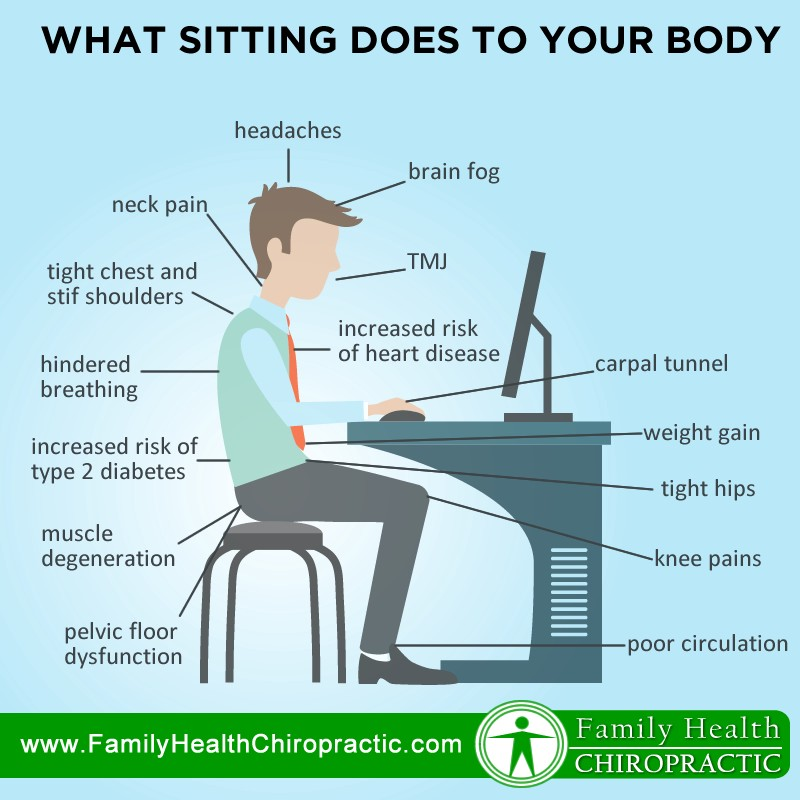 WHAT SITTING DOES TO YOUR BODY
headaches
brain fog
neck pain
TMJ
tight chest and
stif shoulders
increased risk
of heart disease
hindered
breathing
carpal tunnel
weight gain
increased risk of
type 2 diabetes
tight hips
muscle
degeneration
knee pains
pelvic floor
dysfunction
poor circulation
www.FamilyHealthChiropractic.com
Family Health
CHIROPRACTIC